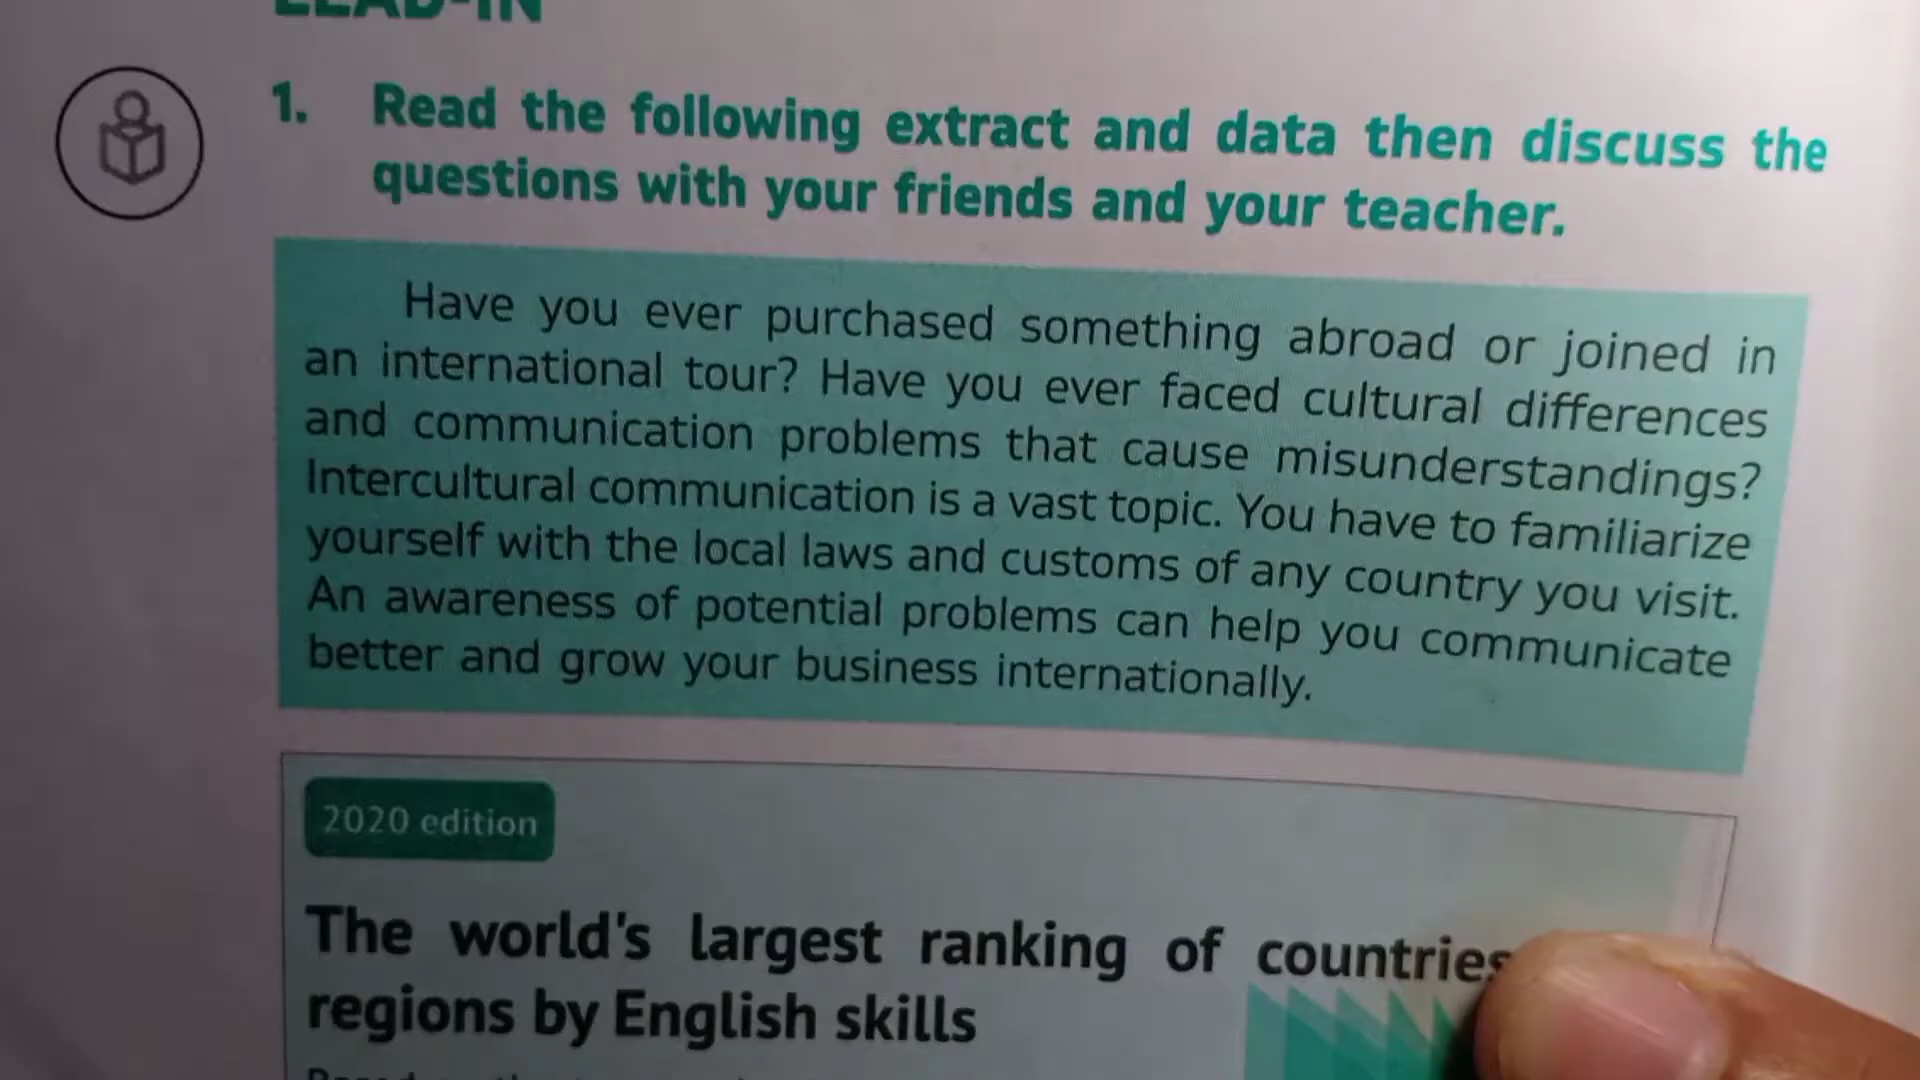 LEAD-IN
1. Read the following extract and data then discuss the
questions with your friends and your teacher.
Have you ever purchased something abroad or joined in
an international tour? Have you ever faced cultural differences
and communication problems that cause misunderstandings?
Intercultural communication is a vast topic. You have to familiarize
yourself with the local laws and customs of any country you visit.
An awareness of potential problems can help you communicate
better and grow your business internationally.
2020 edition
The world's largest ranking of countries
regions by English skills